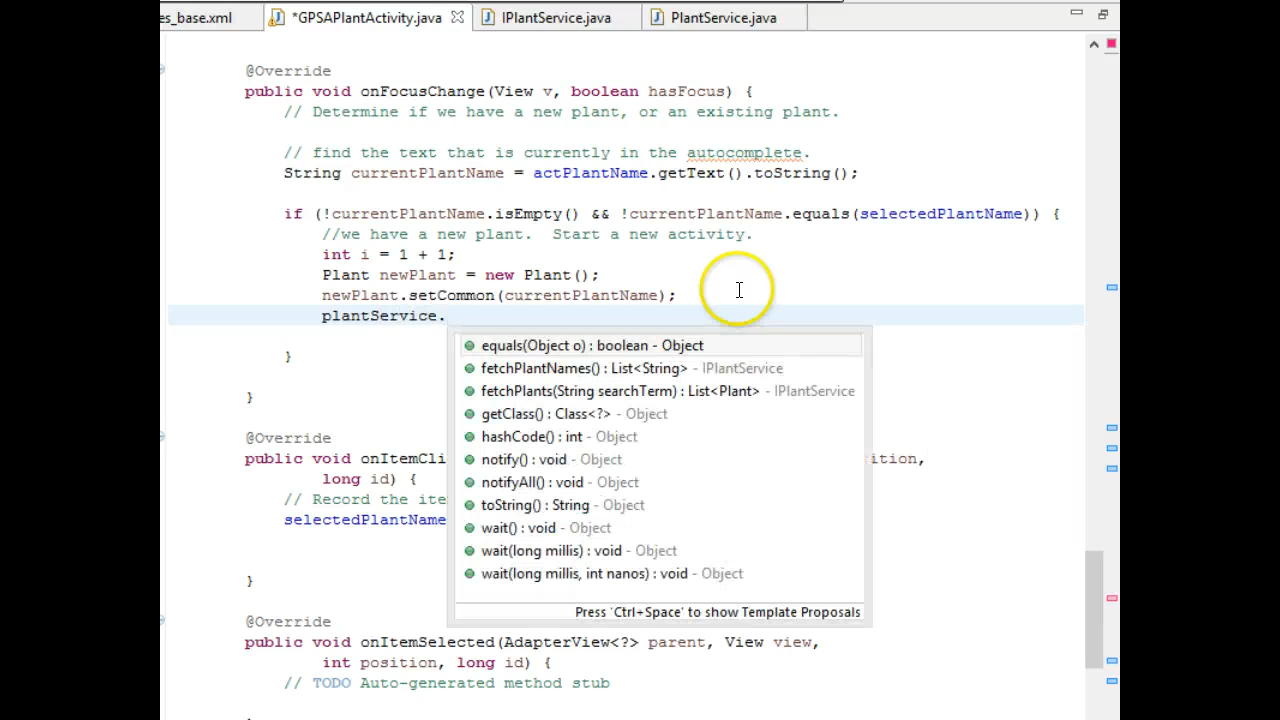 es_base.xml
*GPSAPlantActivity.java
IPlantService.java
PlantService.java
@Override
public void onFocusChange(View v, boolean hasFocus) {
// Determine if we have a new plant, or an existing plant.
// find the text that is currently in the autocomplete.
String currentPlantName = actPlantName.getText().toString();
if (!currentPlantName.isEmpty() && !currentPlantName.equals(selectedPlantName)) {
//we have a new plant.  Start a new activity.
int i = 1 + 1;
Plant newPlant = new Plant();
newPlant.setCommon(currentPlantName);
plantService.
equals(Object o) : boolean - Object
}
fetchPlantNames() : List<String> - IPlantService
fetchPlants(String searchTerm) : List<Plant> - IPlantService
}
getClass() : Class<?> - Object
@Override
hashCode() : int - Object
public void onItemCli
ition,
notify() : void - Object
long id) {
notifyAll() : void - Object
// Record the ite
toString() : String - Object
selectedPlantName
wait() : void - Object
wait(long millis) : void - Object
wait(long millis, int nanos) : void - Object
}
Press 'Ctrl+Space' to show Template Proposals
@Override
public void onItemSelected(AdapterView<?> parent, View view,
int position, long id) {
// TODO Auto-generated method stub